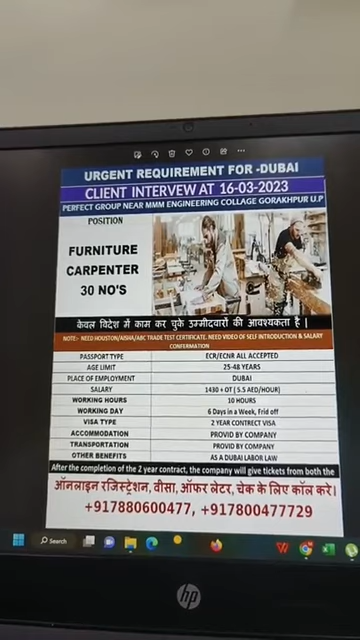 URGENT REQUIREMENT FOR -DUBAI
CLIENT INTERVEW AT 16-03-2023
PERFECT GROUP NEAR MMM ENGINEERING COLLAGE GORAKHPUR U.P
POSITION
FURNITURE
CARPENTER
30 NO'S
केवल विदेश में काम कर चुके उम्मीदवारों की आवश्यकता है |
NOTE:- NEED HOUSTON/AISHA/ABC TRADE TEST CERTIFICATE. NEED VIDEO OF SELF INTRODUCTION & SALARY
CONFERMATION
PASSPORT TYPE ECR/ECNR ALL ACCEPTED
AGE LIMIT 25-48 YEARS
PLACE OF EMPLOYMENT DUBAI
SALARY 1430 + OT ( 5.5 AED/HOUR)
WORKING HOURS 10 HOURS
WORKING DAY 6 Days in a Week, Frid off
VISA TYPE 2 YEAR CONTRECT VISA
ACCOMMODATION PROVID BY COMPANY
TRANSPORTATION PROVID BY COMPANY
OTHER BENEFITS AS A DUBAI LABOR LAW
After the completion of the 2 year contract, the company will give tickets from both the
ऑनलाइन रजिस्ट्रेशन, वीसा, ऑफर लेटर, चेक के लिए कॉल करे।
+917880600477, +917800477729
Search
hp